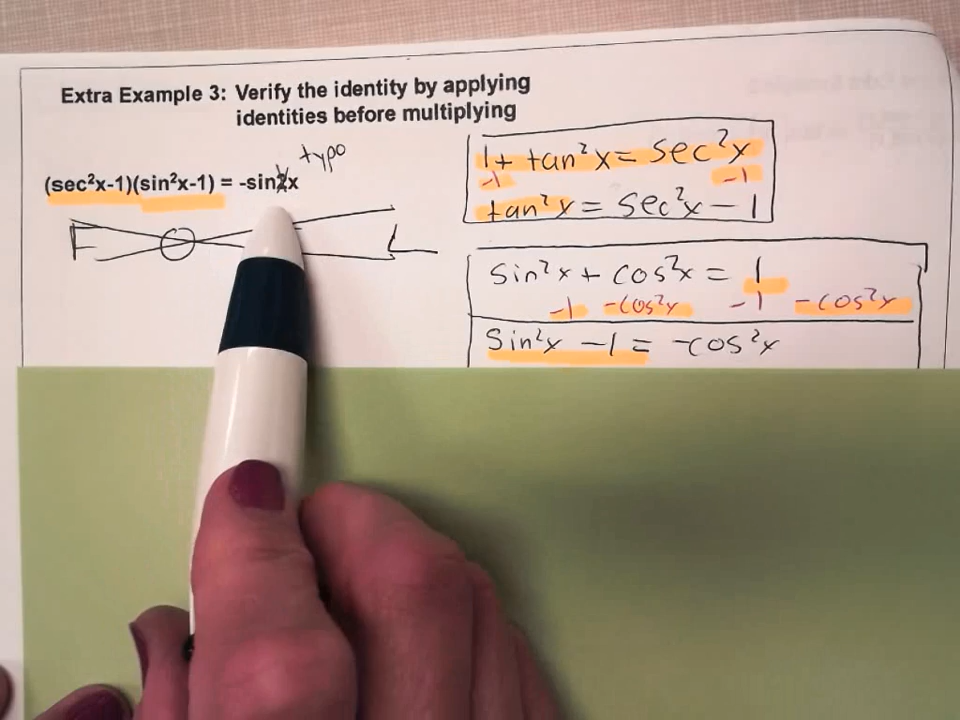 Extra Example 3: Verify the identity by applying
identities before multiplying
typo
(sec²x-1)(sin²x-1) = -sin2x
1 + tan²x = sec²x
-1 -1
tan²x = sec²x - 1
sin²x + cos²x = 1
-1 -cos²x -1 -cos²x
sin²x - 1 = -cos²x